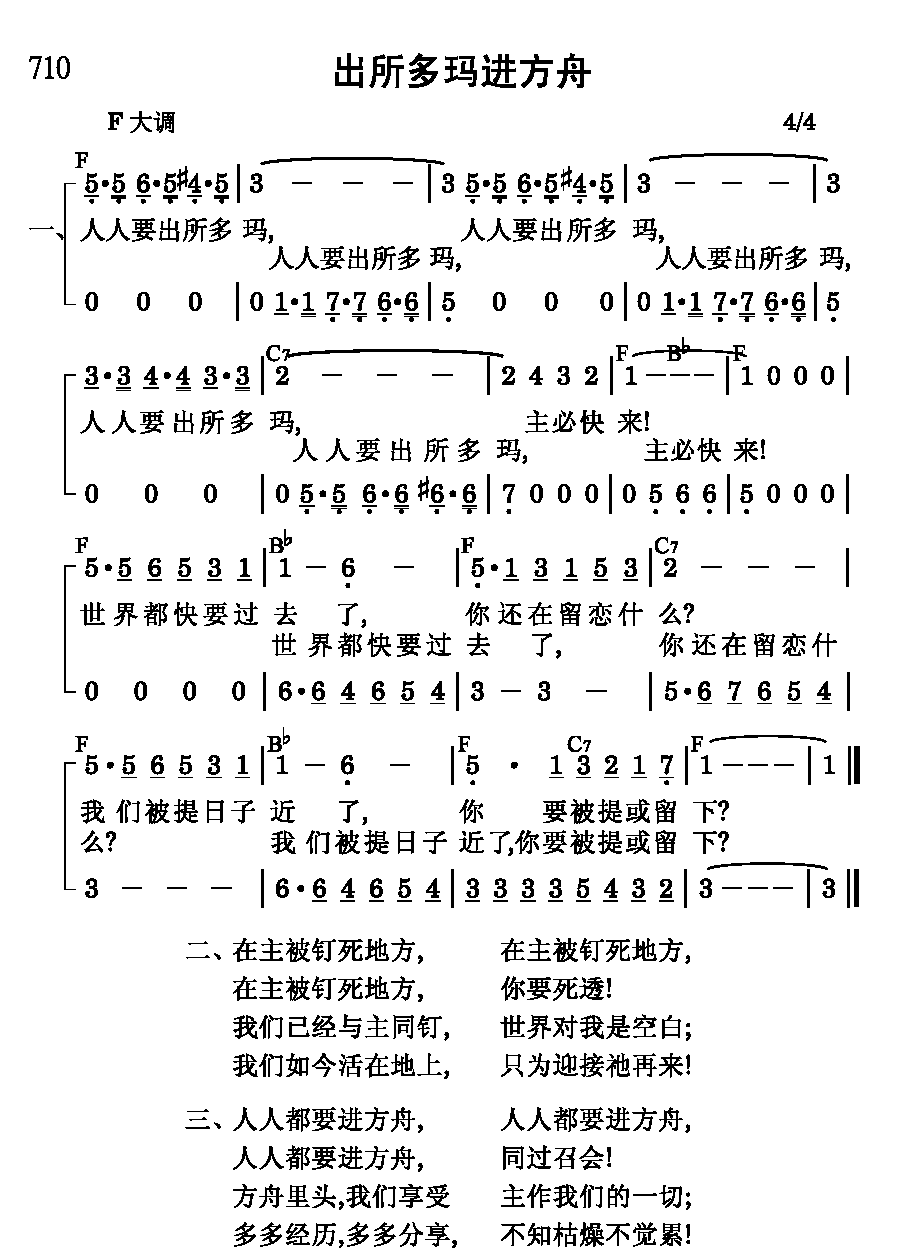 710
出所多玛进方舟
F 大调 4/4
F
5·5 6·5 #4·5 | 3 — — — | 3 5·5 6·5 #4·5 | 3 — — — | 3
一、人人要出所多 玛, 人人要出所多 玛,
人人要出所多 玛, 人人要出所多 玛,
0 0 0 | 0 1·1 7·7 6·6 | 5 0 0 0 | 0 1·1 7·7 6·6 | 5
C7 F B♭ F
3·3 4·4 3·3 | 2 — — — | 2 4 3 2 | 1 — — — | 1 0 0 0 |
人人要出所多 玛, 主必快 来!
人人要出所多 玛, 主必快 来!
0 0 0 | 0 5·5 6·6 #6·6 | 7 0 0 0 | 0 5 6 6 | 5 0 0 0 |
F B♭ F C7
5·5 6 5 3 1 | 1 — 6 — | 5·1 3 1 5 3 | 2 — — — |
世界都快要过 去 了, 你还在留恋什 么?
世界都快要过 去 了, 你还在留恋什
0 0 0 0 | 6·6 4 6 5 4 | 3 — 3 — | 5·6 7 6 5 4 |
F B♭ F C7 F
5·5 6 5 3 1 | 1 — 6 — | 5 · 1 3 2 1 7 | 1 — — — | 1 ‖
我们被提日子 近 了, 你 要被提或留 下?
么? 我们被提日子 近了,你要被提或留 下?
3 — — — | 6·6 4 6 5 4 | 3 3 3 3 5 4 3 2 | 3 — — — | 3 ‖
二、在主被钉死地方, 在主被钉死地方,
在主被钉死地方, 你要死透!
我们已经与主同钉, 世界对我是空白;
我们如今活在地上, 只为迎接祂再来!
三、人人都要进方舟, 人人都要进方舟,
人人都要进方舟, 同过召会!
方舟里头,我们享受 主作我们的一切;
多多经历,多多分享, 不知枯燥不觉累!